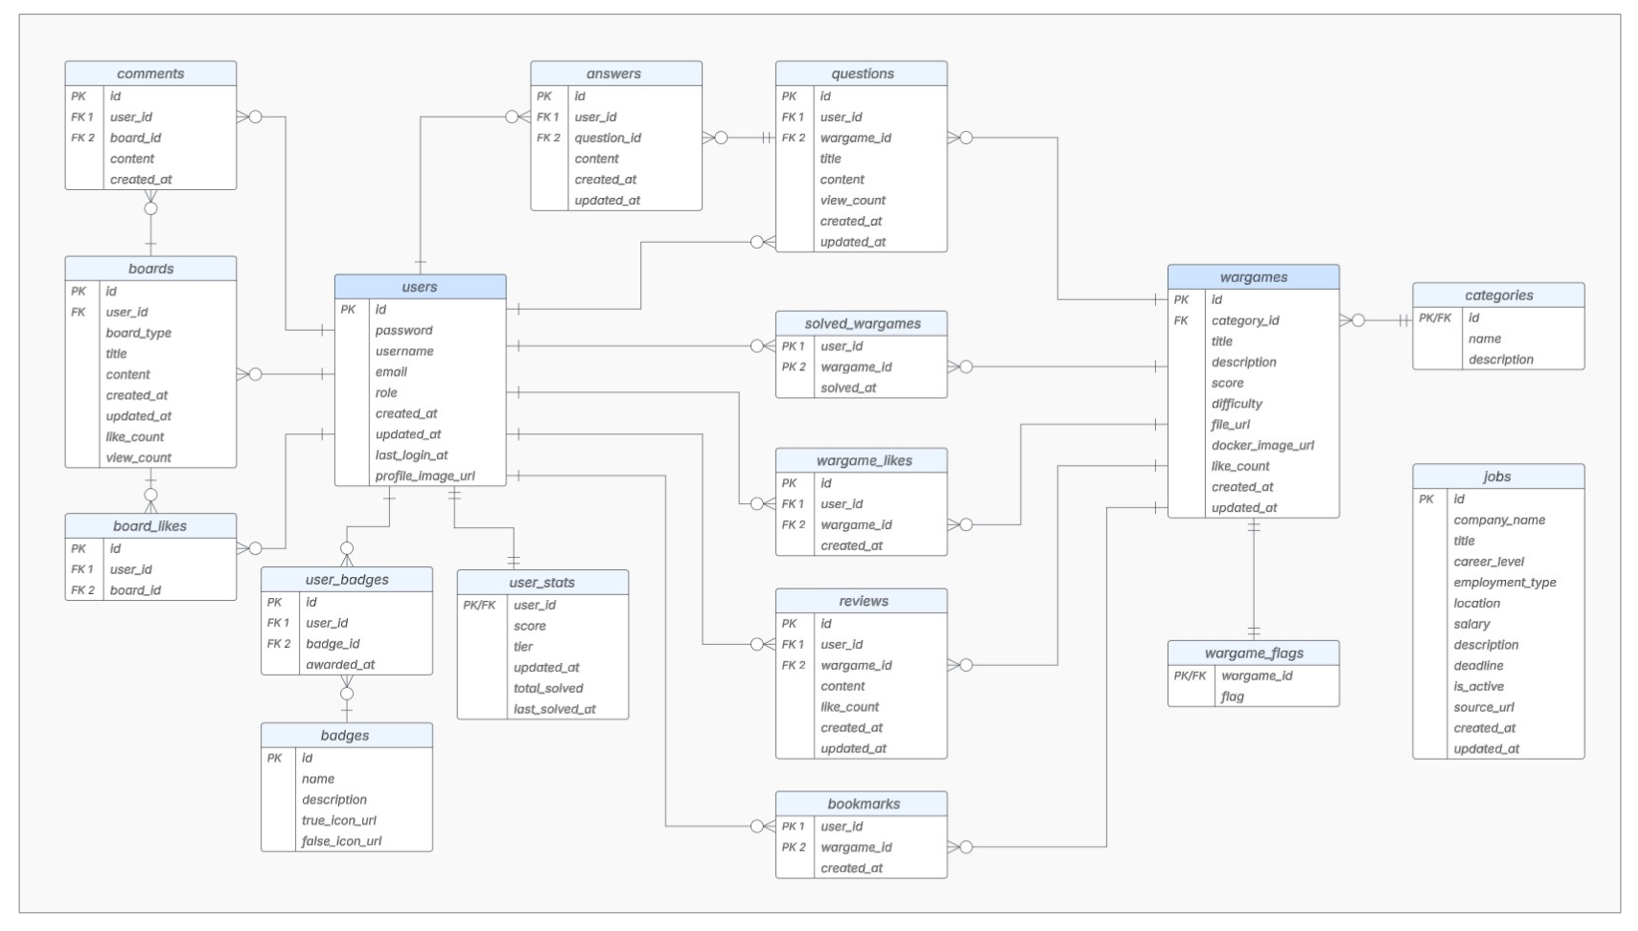 comments
PK id
FK 1 user_id
FK 2 board_id
content
created_at
boards
PK id
FK user_id
board_type
title
content
created_at
updated_at
like_count
view_count
board_likes
PK id
FK 1 user_id
FK 2 board_id
users
PK id
password
username
email
role
created_at
updated_at
last_login_at
profile_image_url
user_badges
PK id
FK 1 user_id
FK 2 badge_id
awarded_at
badges
PK id
name
description
true_icon_url
false_icon_url
user_stats
PK/FK user_id
score
tier
updated_at
total_solved
last_solved_at
answers
PK id
FK 1 user_id
FK 2 question_id
content
created_at
updated_at
questions
PK id
FK 1 user_id
FK 2 wargame_id
title
content
view_count
created_at
updated_at
solved_wargames
PK 1 user_id
PK 2 wargame_id
solved_at
wargame_likes
PK id
FK 1 user_id
FK 2 wargame_id
created_at
reviews
PK id
FK 1 user_id
FK 2 wargame_id
content
like_count
created_at
updated_at
bookmarks
PK 1 user_id
PK 2 wargame_id
created_at
wargames
PK id
FK category_id
title
description
score
difficulty
file_url
docker_image_url
like_count
created_at
updated_at
wargame_flags
PK/FK wargame_id
flag
categories
PK/FK id
name
description
jobs
PK id
company_name
title
career_level
employment_type
location
salary
description
deadline
is_active
source_url
created_at
updated_at